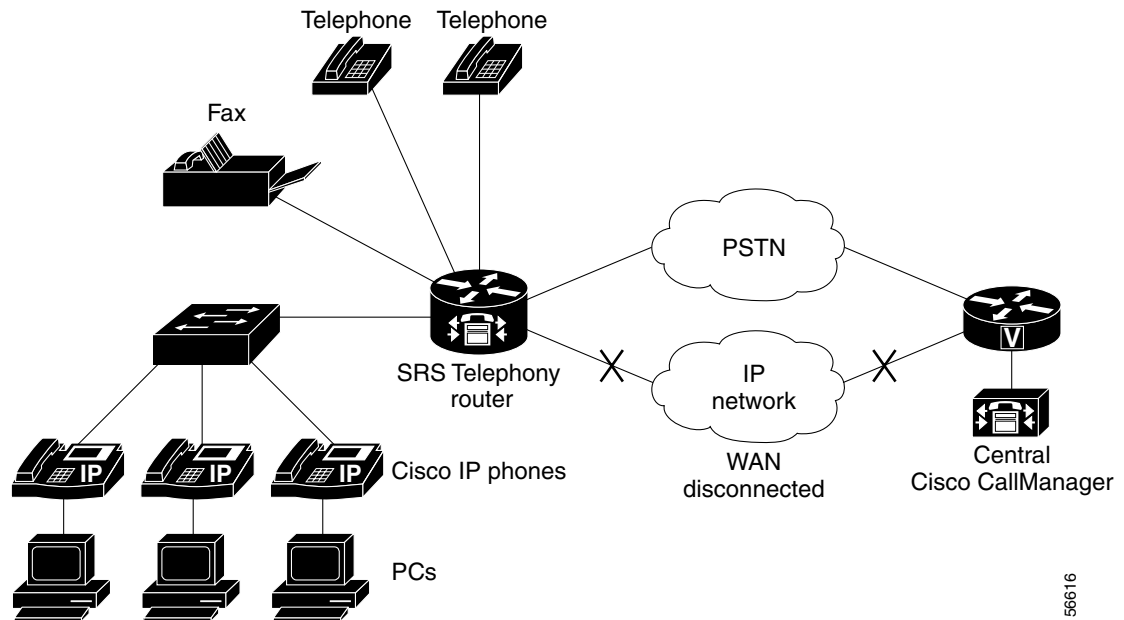 Telephone Telephone
Fax
PSTN
V
SRS Telephony
router
IP
network
WAN
disconnected
Central
Cisco CallManager
IP IP IP Cisco IP phones
PCs
56616